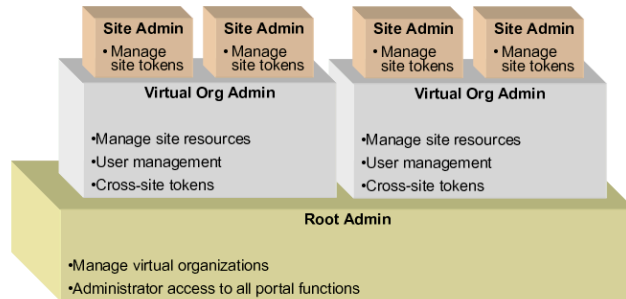 Site Admin
• Manage
site tokens
Site Admin
• Manage
site tokens
Site Admin
• Manage
site tokens
Site Admin
• Manage
site tokens
Virtual Org Admin
•Manage site resources
•User management
•Cross-site tokens
Virtual Org Admin
•Manage site resources
•User management
•Cross-site tokens
Root Admin
•Manage virtual organizations
•Administrator access to all portal functions